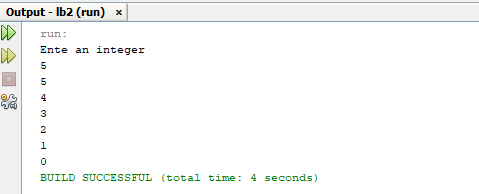 Output - lb2 (run)
run:
Ente an integer
5
5
4
3
2
1
0
BUILD SUCCESSFUL (total time: 4 seconds)